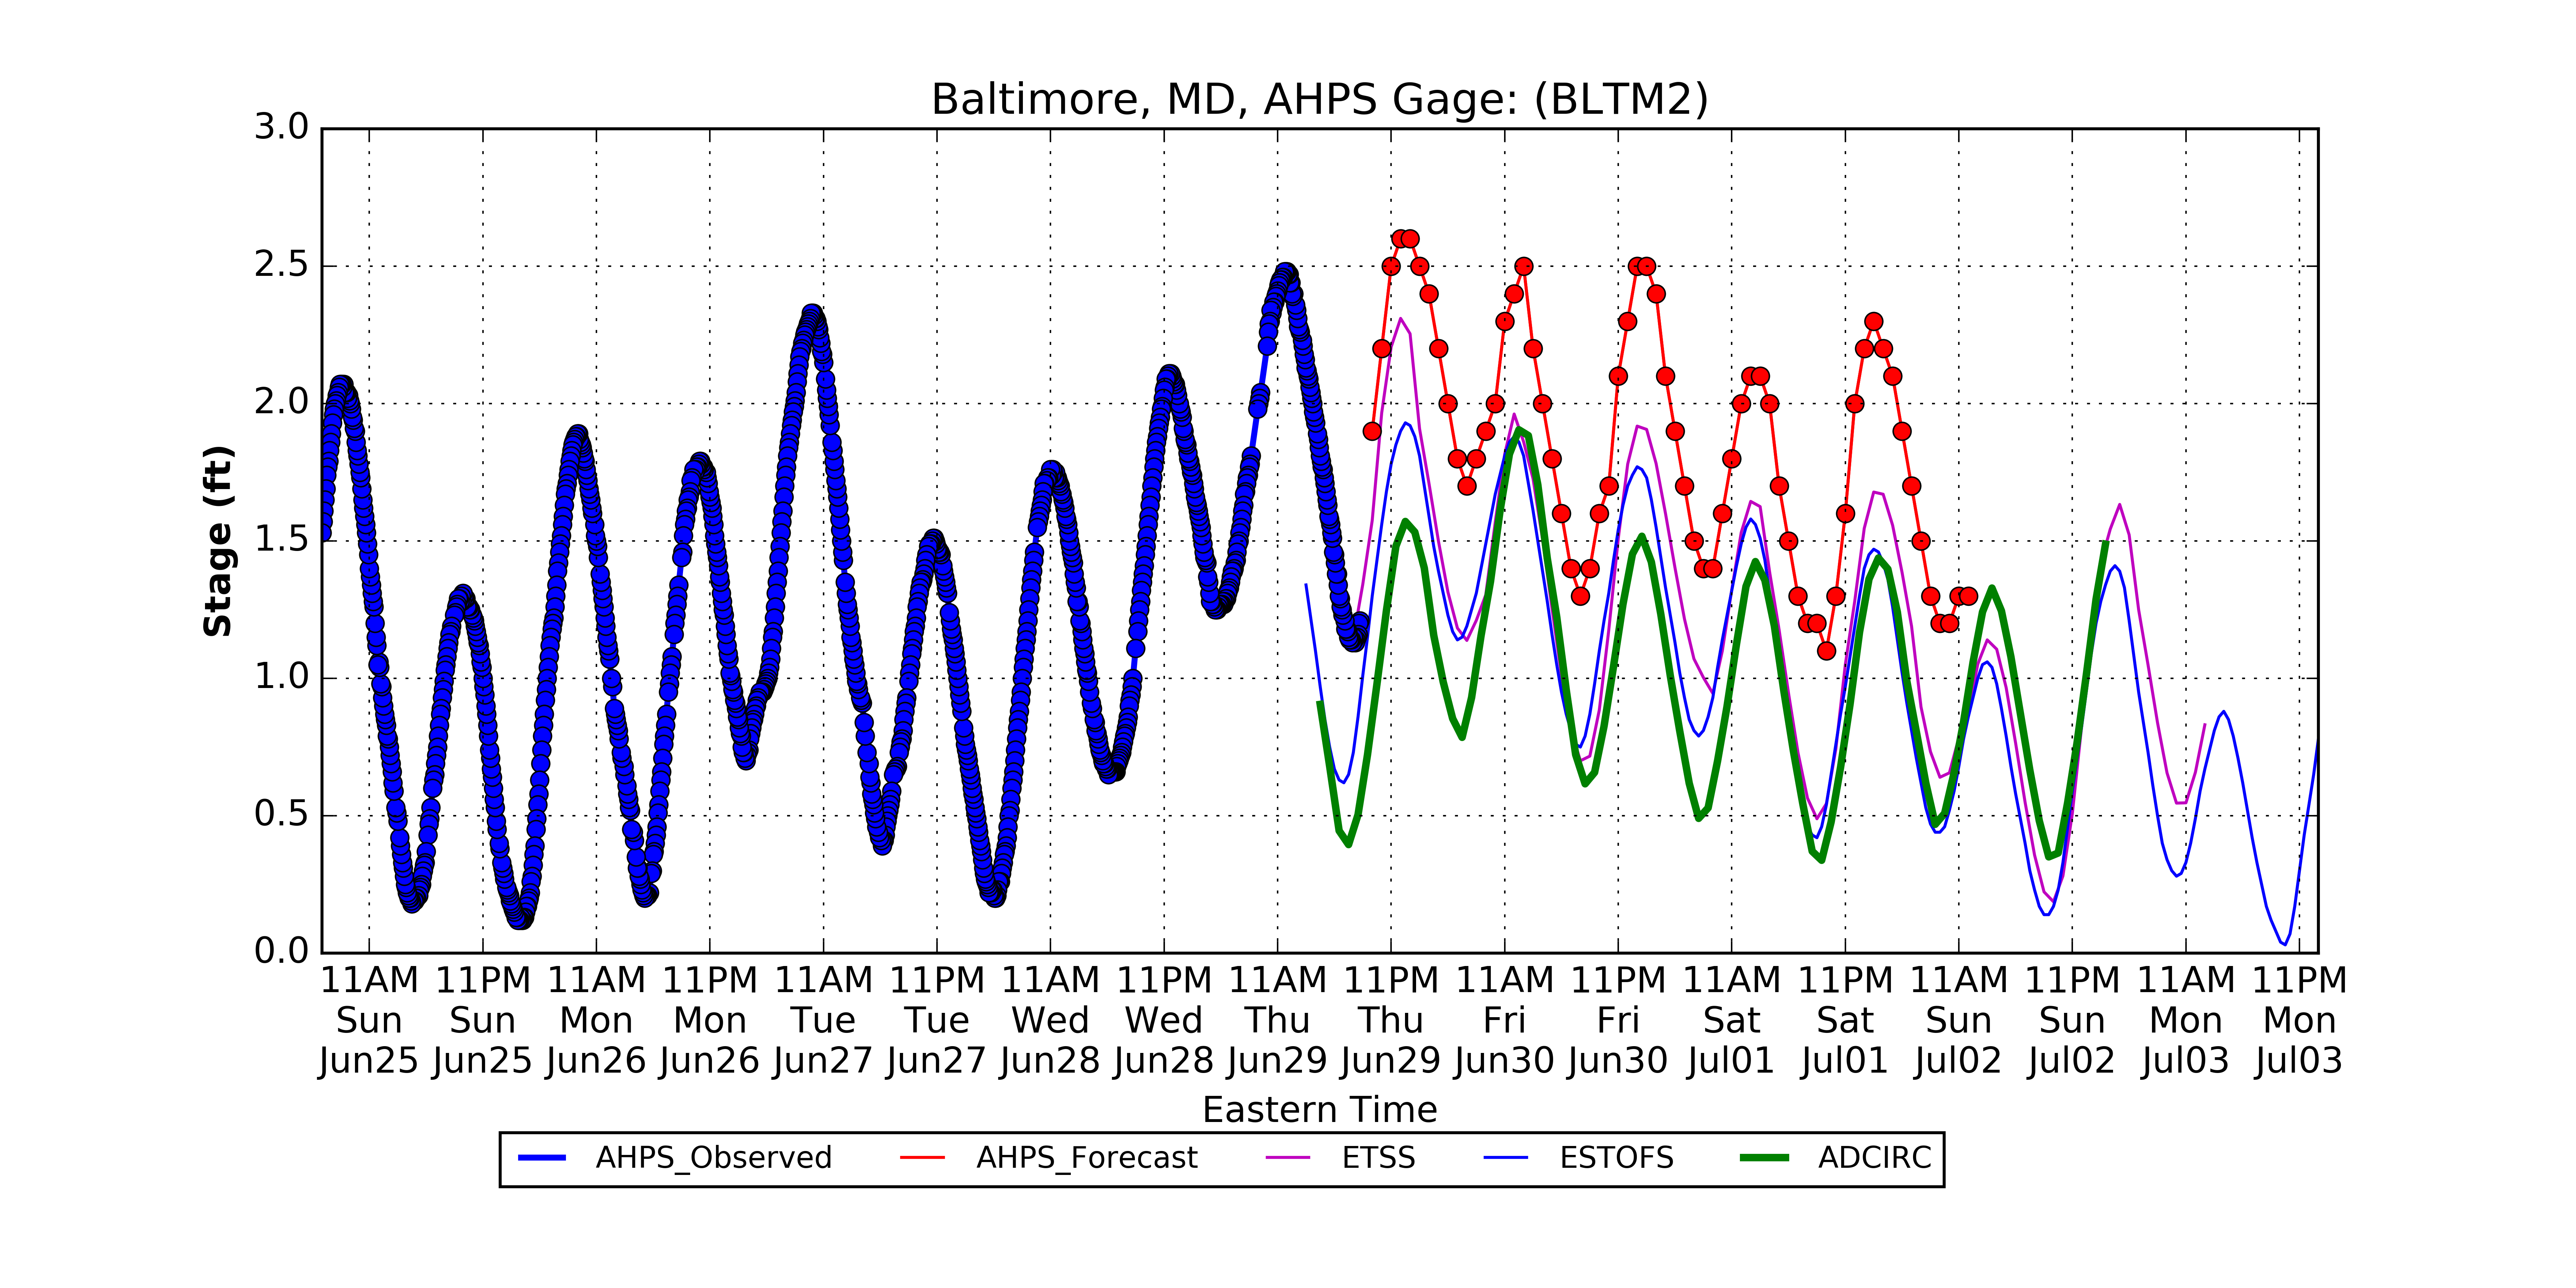 Baltimore, MD, AHPS Gage: (BLTM2)
3.0
2.5
2.0
1.5
1.0
0.5
0.0
Stage (ft)
11AM 11PM 11AM 11PM 11AM 11PM 11AM 11PM 11AM 11PM 11AM 11PM 11AM 11PM 11AM 11PM 11AM 11PM
Sun Sun Mon Mon Tue Tue Wed Wed Thu Thu Fri Fri Sat Sat Sun Sun Mon Mon
Jun25 Jun25 Jun26 Jun26 Jun27 Jun27 Jun28 Jun28 Jun29 Jun29 Jun30 Jun30 Jul01 Jul01 Jul02 Jul02 Jul03 Jul03
Eastern Time
AHPS_Observed AHPS_Forecast ETSS ESTOFS ADCIRC